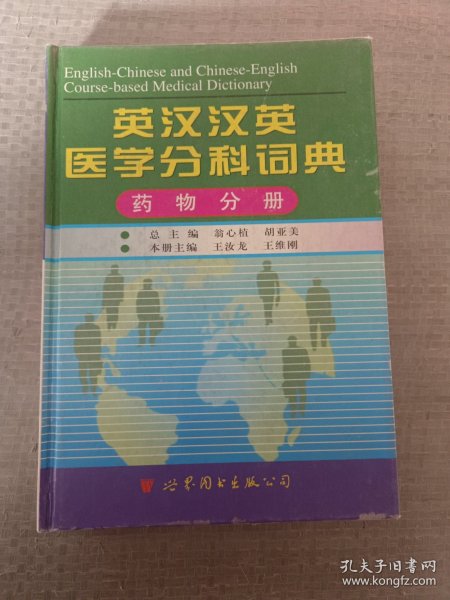 English-Chinese and Chinese-English
Course-based Medical Dictionary
英汉汉英
医学分科词典
药物分册
● 总主编 翁心植 胡亚美
● 本册主编 王汝龙 王维刚
世界图书出版公司
孔夫子旧书网
www.kongfz.com